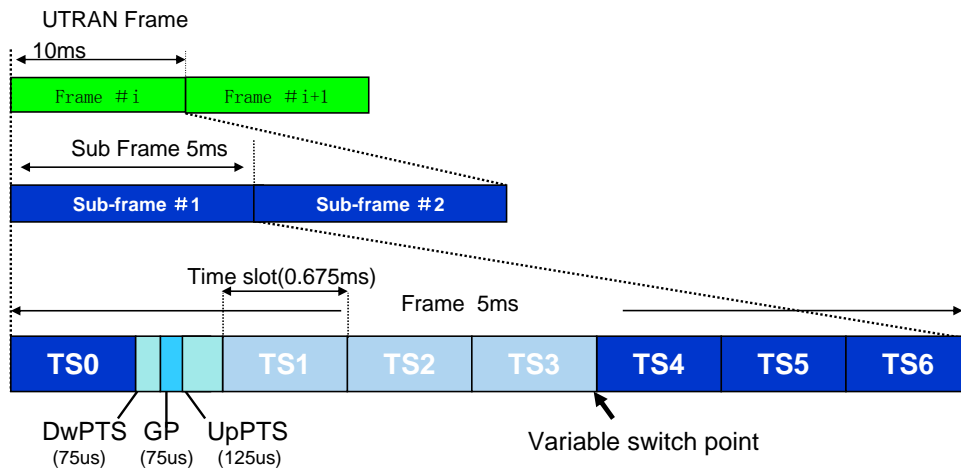 UTRAN Frame
10ms
Frame #i
Frame #i+1
Sub Frame 5ms
Sub-frame #1
Sub-frame #2
Time slot(0.675ms)
Frame 5ms
TS0
TS1
TS2
TS3
TS4
TS5
TS6
DwPTS GP UpPTS
(75us) (75us) (125us)
Variable switch point